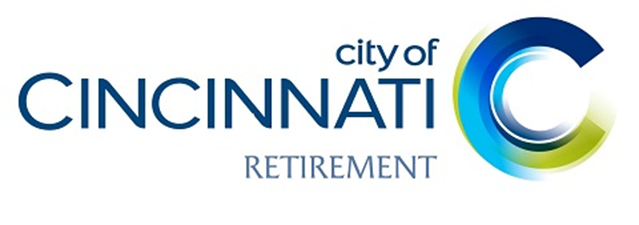 city of
CINCINNATI
RETIREMENT